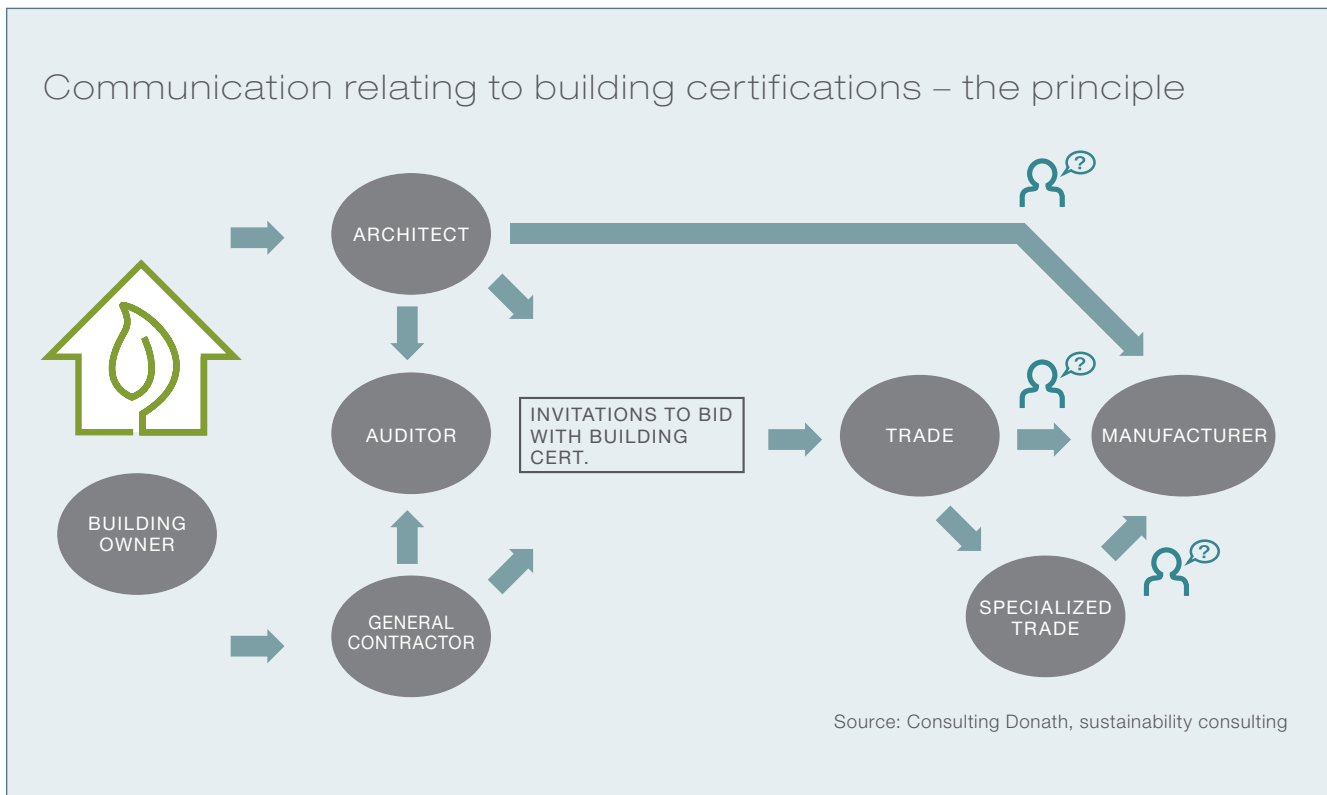 Communication relating to building certifications – the principle
?
ARCHITECT
?
AUDITOR
INVITATIONS TO BID
WITH BUILDING
CERT.
TRADE
MANUFACTURER
BUILDING
OWNER
?
GENERAL
CONTRACTOR
SPECIALIZED
TRADE
Source: Consulting Donath, sustainability consulting